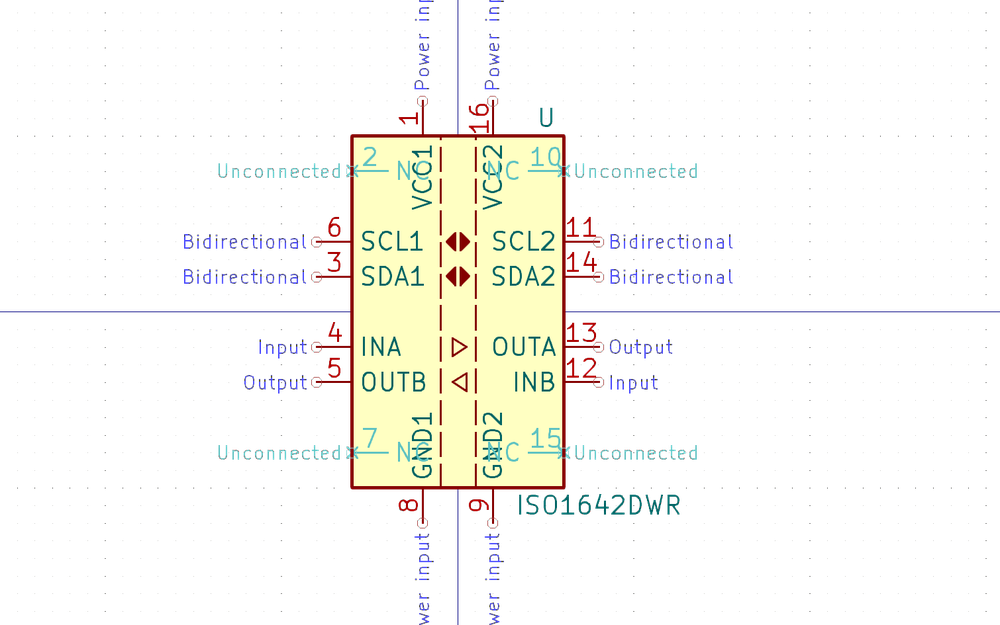 Power inp
Power inp
1
16
U
Unconnected 2 NC VCC1 VCC2 NC 10 Unconnected
Bidirectional 6 SCL1 SCL2 11 Bidirectional
Bidirectional 3 SDA1 SDA2 14 Bidirectional
Input 4 INA OUTA 13 Output
Output 5 OUTB INB 12 Input
Unconnected 7 NC GND1 GND2 NC 15 Unconnected
8
9
ISO1642DWR
wer input
wer input